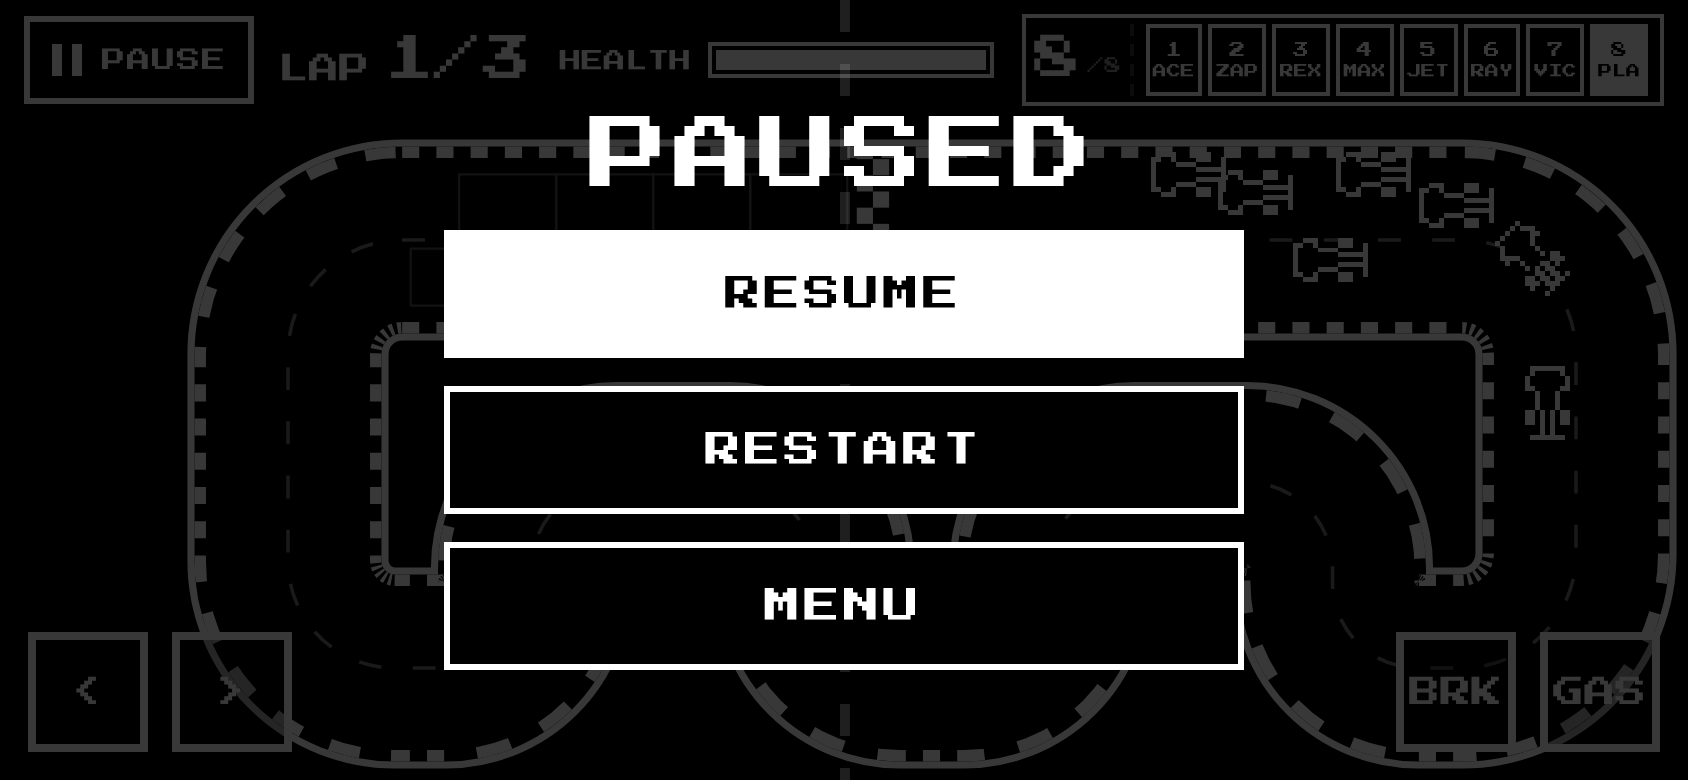 PAUSE
LAP 1/3
HEALTH
8/8
1 ACE
2 ZAP
3 REX
4 MAX
5 JET
6 RAY
7 VIC
8 PLA
PAUSED
RESUME
RESTART
MENU
<
>
BRK
GAS